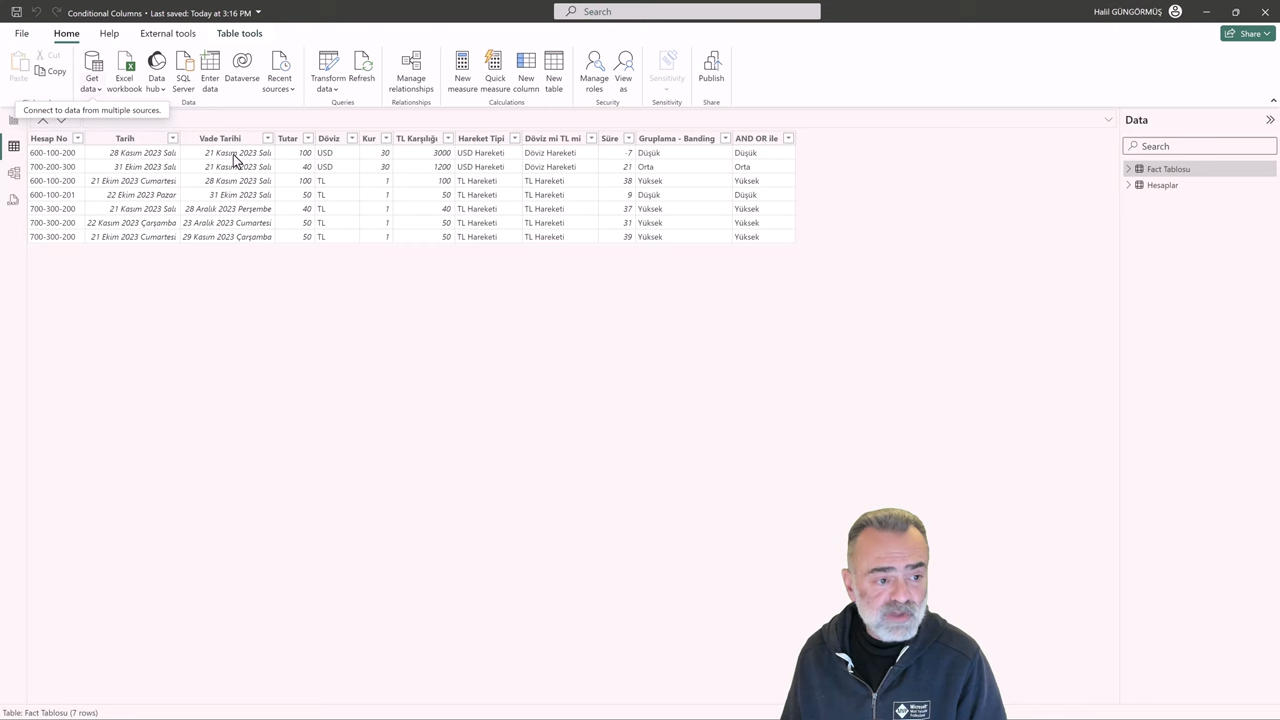 Conditional Columns • Last saved: Today at 3:16 PM
Search
Halil GÜNGÖRMÜŞ
File Home Help External tools Table tools
Share
Paste
Cut
Copy
Get data
Excel workbook
Data hub
SQL Server
Enter data
Dataverse
Recent sources
Transform data
Refresh
Manage relationships
New measure
Quick measure
New column
New table
Manage roles
View as
Sensitivity
Publish
Data Queries Relationships Calculations Security Sensitivity Share
Connect to data from multiple sources.
Hesap No Tarih Vade Tarihi Tutar Döviz Kur TL Karşılığı Hareket Tipi Döviz mi TL mi Süre Gruplama - Banding AND OR ile
600-100-200 28 Kasım 2023 Salı 21 Kasım 2023 Salı 100 USD 30 3000 USD Hareketi Döviz Hareketi -7 Düşük Düşük
700-200-300 31 Ekim 2023 Salı 21 Kasım 2023 Salı 40 USD 30 1200 USD Hareketi Döviz Hareketi 21 Orta Orta
600-100-200 21 Ekim 2023 Cumartesi 28 Kasım 2023 Salı 100 TL 1 100 TL Hareketi TL Hareketi 38 Yüksek Yüksek
600-100-201 22 Ekim 2023 Pazar 31 Ekim 2023 Salı 50 TL 1 50 TL Hareketi TL Hareketi 9 Düşük Düşük
700-300-200 21 Kasım 2023 Salı 28 Aralık 2023 Perşembe 40 TL 1 40 TL Hareketi TL Hareketi 37 Yüksek Yüksek
700-300-200 22 Kasım 2023 Çarşamba 23 Aralık 2023 Cumartesi 50 TL 1 50 TL Hareketi TL Hareketi 31 Yüksek Yüksek
700-300-200 21 Ekim 2023 Cumartesi 29 Kasım 2023 Çarşamba 50 TL 1 50 TL Hareketi TL Hareketi 39 Yüksek Yüksek
Data
Search
Fact Tablosu
Hesaplar
Microsoft
Most Valuable
Professional
Table: Fact Tablosu (7 rows)